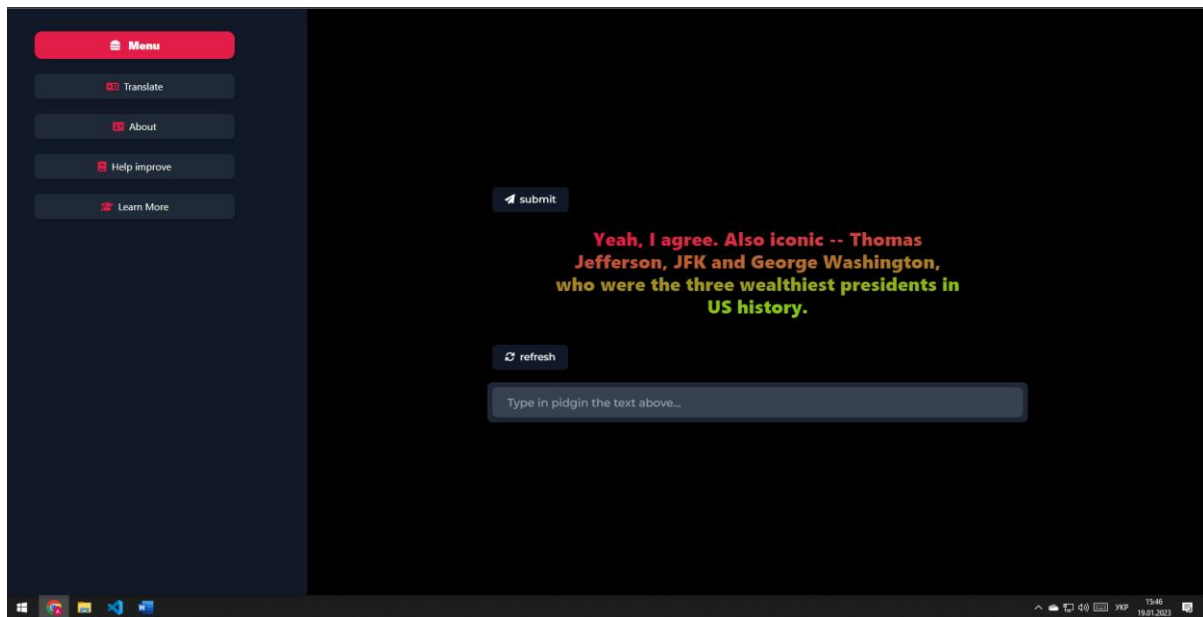 Menu
Translate
About
Help improve
Learn More
submit
Yeah, I agree. Also iconic -- Thomas
Jefferson, JFK and George Washington,
who were the three wealthiest presidents in
US history.
refresh
Type in pidgin the text above...
УКР
15:46
19.01.2023